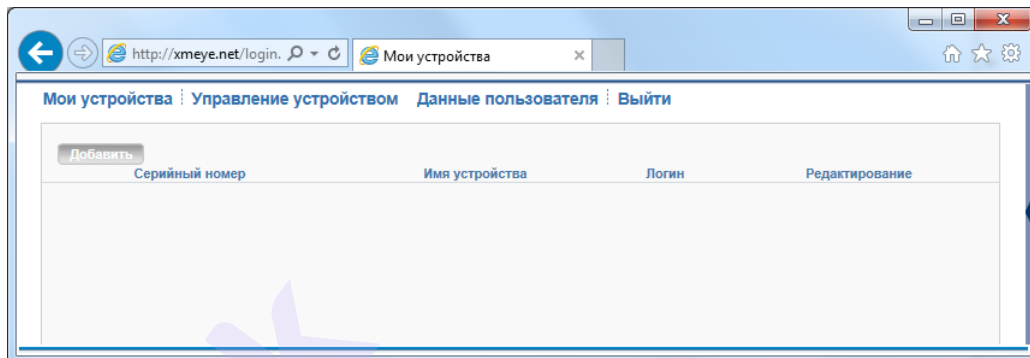 http://xmeye.net/login. Мои устройства
Мои устройства Управление устройством Данные пользователя Выйти
Добавить
Серийный номер Имя устройства Логин Редактирование